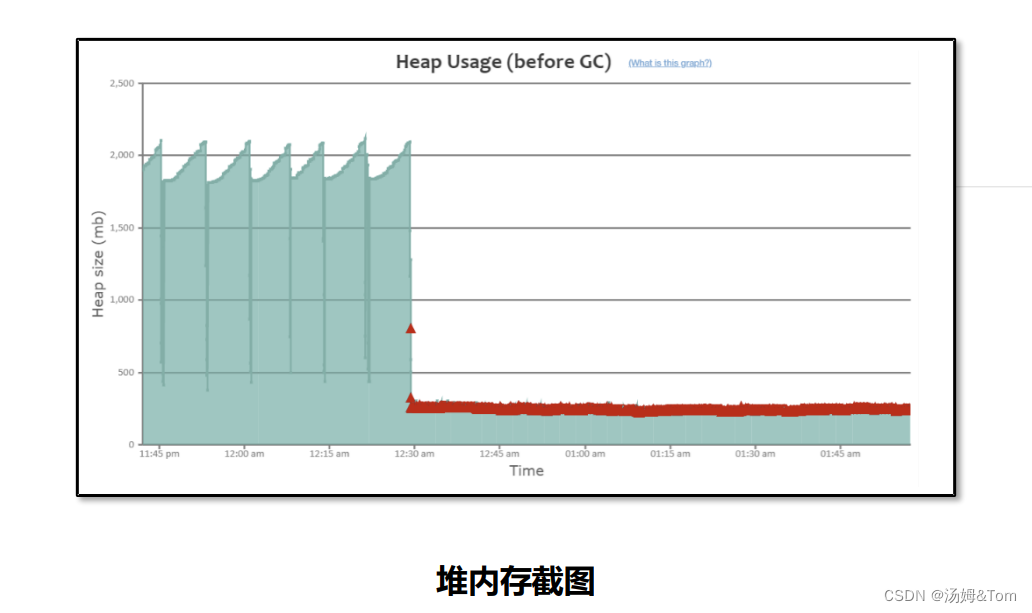 Heap Usage (before GC) (What is this graph?)
2,500
2,000
1,500
1,000
500
0
Heap size (mb)
11:45 pm 12:00 am 12:15 am 12:30 am 12:45 am 01:00 am 01:15 am 01:30 am 01:45 am
Time
堆内存截图
CSDN @汤姆&Tom